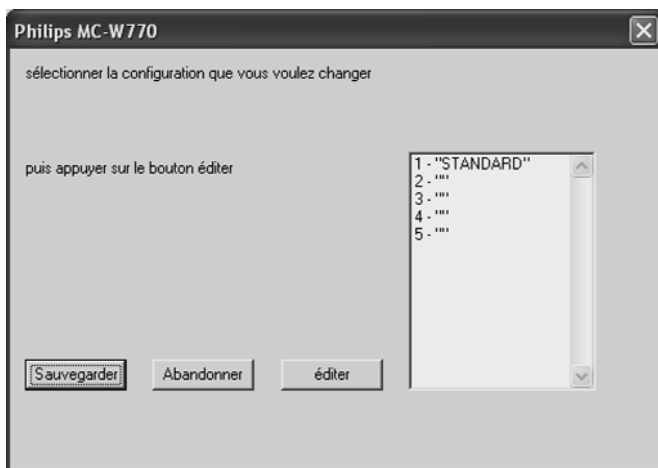 Philips MC-W770
sélectionner la configuration que vous voulez changer
puis appuyer sur le bouton éditer
1 - "STANDARD"
2 - ""
3 - ""
4 - ""
5 - ""
Sauvegarder
Abandonner
éditer